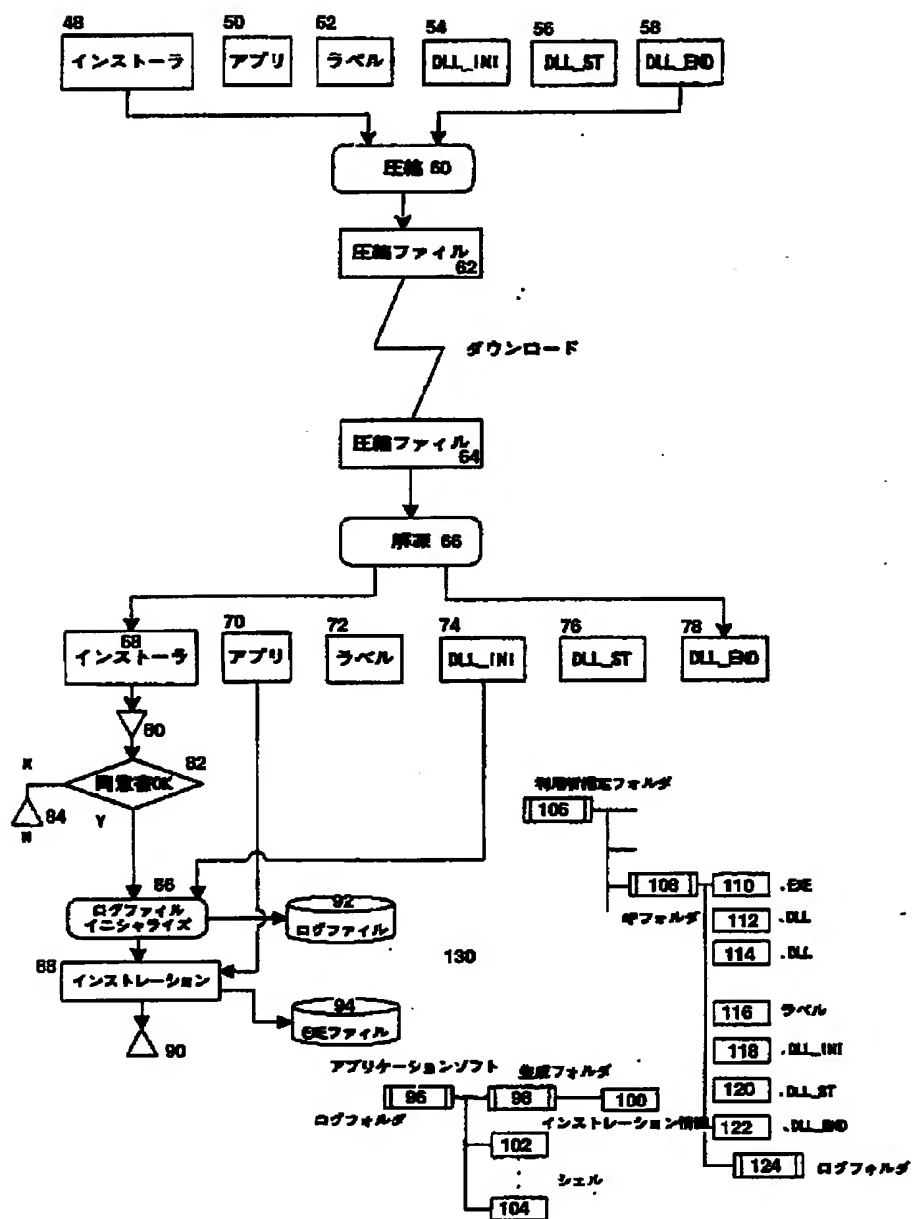 48 50 52 54 56 58
インストーラ アプリ ラベル DLL_INI DLL_ST DLL_END
圧縮 60
圧縮ファイル
62
ダウンロード
圧縮ファイル
64
解凍 66
68 70 72 74 76 78
インストーラ アプリ ラベル DLL_INI DLL_ST DLL_END
80
82
同意書OK
84
N
Y
利用者指定フォルダ
106
86
ログファイル
イニシャライズ
92
ログファイル
108
110 .EXE
112 .DLL
114 .DLL
130
88
インストレーション
94
EXEファイル
90
116 ラベル
118 .DLL_INI
120 .DLL_ST
122 .DLL_END
124 ログフォルダ
アプリケーションソフト 生成フォルダ
96 98 100
ログフォルダ インストレーション情報
102
シェル
104